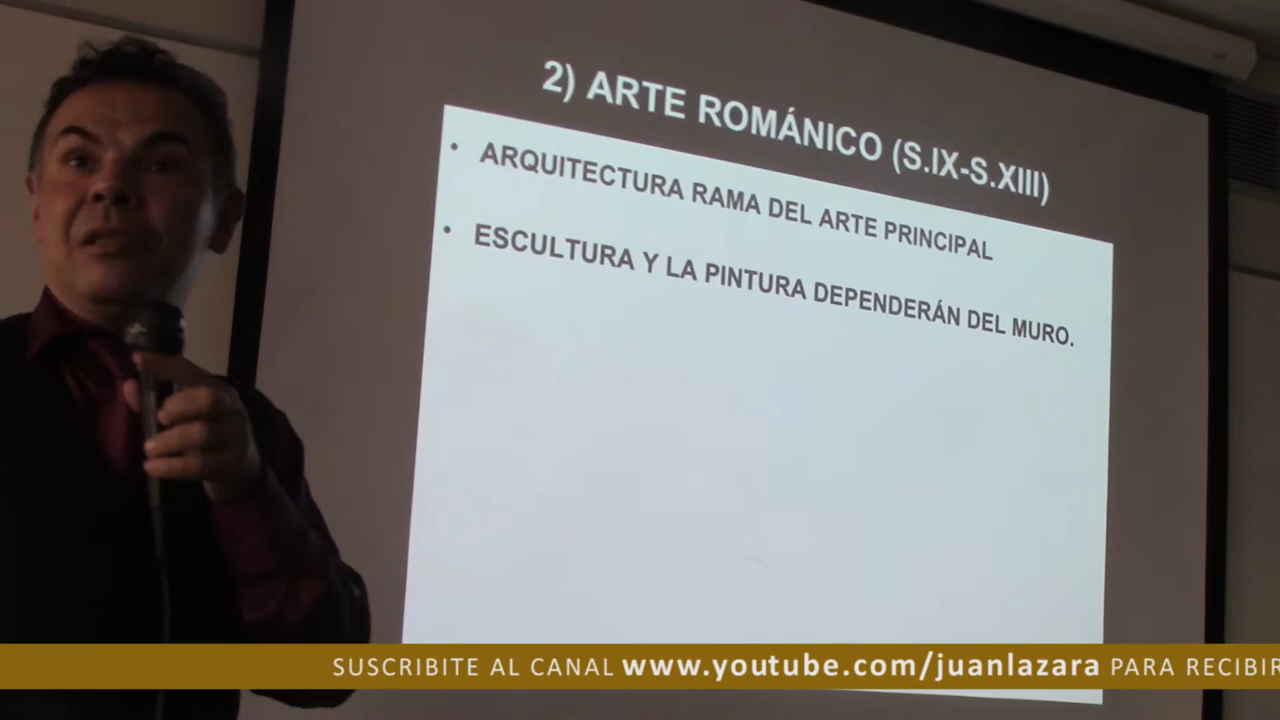 2) ARTE ROMÁNICO (S.IX-S.XIII)
• ARQUITECTURA RAMA DEL ARTE PRINCIPAL
• ESCULTURA Y LA PINTURA DEPENDERÁN DEL MURO.
SUSCRIBITE AL CANAL www.youtube.com/juanlazara PARA RECIBIR